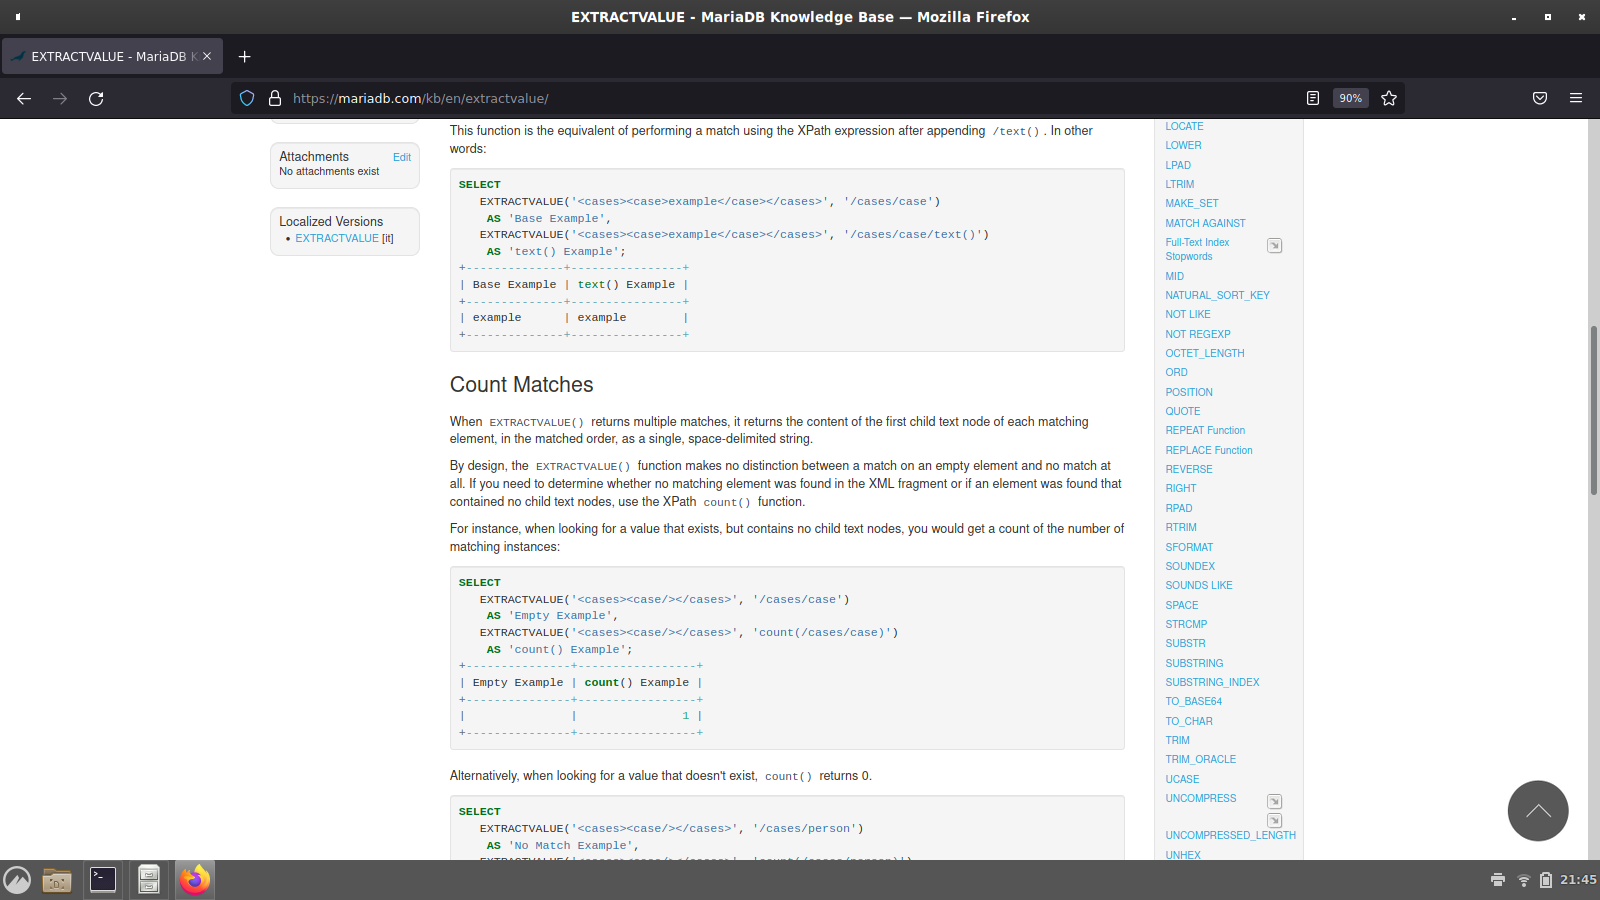 EXTRACTVALUE - MariaDB Knowledge Base — Mozilla Firefox
EXTRACTVALUE - MariaDB K
https://mariadb.com/kb/en/extractvalue/
90%
Attachments Edit
No attachments exist
Localized Versions
• EXTRACTVALUE [it]
This function is the equivalent of performing a match using the XPath expression after appending /text() . In other
words:
SELECT
EXTRACTVALUE('<cases><case>example</case></cases>', '/cases/case')
AS 'Base Example',
EXTRACTVALUE('<cases><case>example</case></cases>', '/cases/case/text()')
AS 'text() Example';
+--------------+----------------+
| Base Example | text() Example |
+--------------+----------------+
| example      | example        |
+--------------+----------------+
Count Matches
When EXTRACTVALUE() returns multiple matches, it returns the content of the first child text node of each matching
element, in the matched order, as a single, space-delimited string.
By design, the EXTRACTVALUE() function makes no distinction between a match on an empty element and no match at
all. If you need to determine whether no matching element was found in the XML fragment or if an element was found that
contained no child text nodes, use the XPath count() function.
For instance, when looking for a value that exists, but contains no child text nodes, you would get a count of the number of
matching instances:
SELECT
EXTRACTVALUE('<cases><case/></cases>', '/cases/case')
AS 'Empty Example',
EXTRACTVALUE('<cases><case/></cases>', 'count(/cases/case)')
AS 'count() Example';
+---------------+-----------------+
| Empty Example | count() Example |
+---------------+-----------------+
|               |               1 |
+---------------+-----------------+
Alternatively, when looking for a value that doesn't exist, count() returns 0.
SELECT
EXTRACTVALUE('<cases><case/></cases>', '/cases/person')
AS 'No Match Example',
EXTRACTVALUE('<cases><case/></cases>', 'count(/cases/person)')
LOCATE
LOWER
LPAD
LTRIM
MAKE_SET
MATCH AGAINST
Full-Text Index
Stopwords
MID
NATURAL_SORT_KEY
NOT LIKE
NOT REGEXP
OCTET_LENGTH
ORD
POSITION
QUOTE
REPEAT Function
REPLACE Function
REVERSE
RIGHT
RPAD
RTRIM
SFORMAT
SOUNDEX
SOUNDS LIKE
SPACE
STRCMP
SUBSTR
SUBSTRING
SUBSTRING_INDEX
TO_BASE64
TO_CHAR
TRIM
TRIM_ORACLE
UCASE
UNCOMPRESS
UNCOMPRESSED_LENGTH
UNHEX
21:45